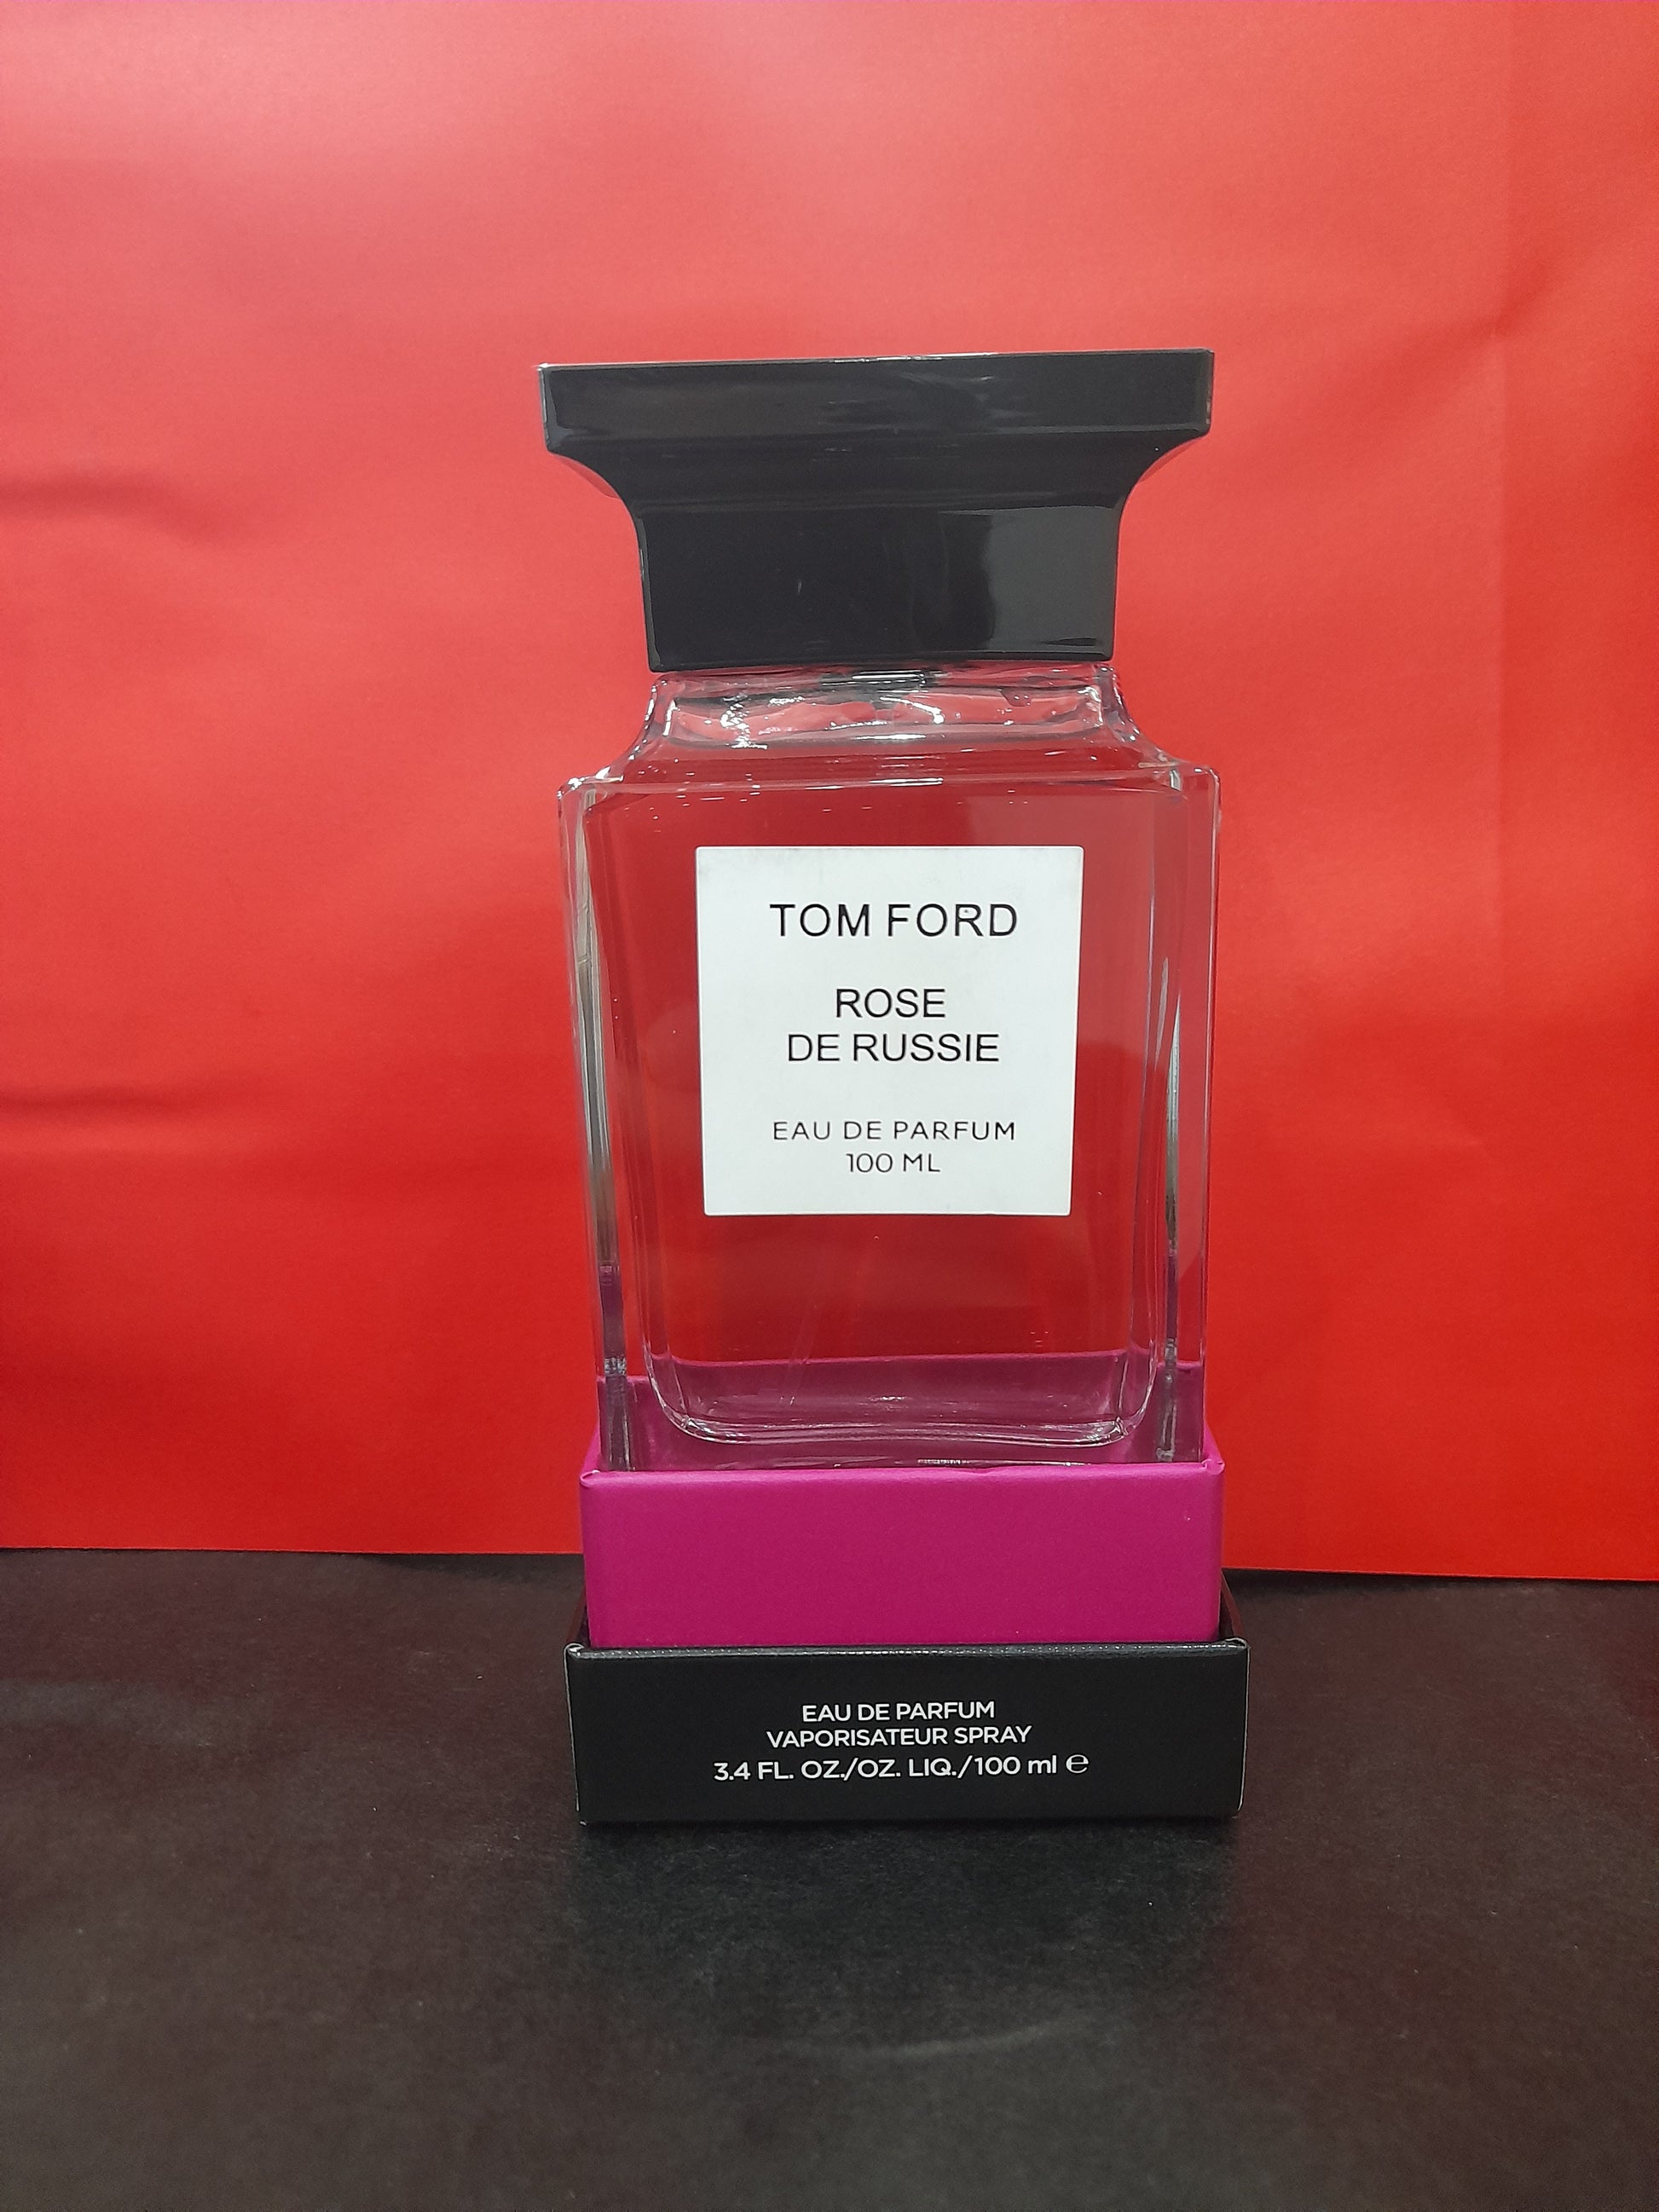 TOM FORD
ROSE
DE RUSSIE
EAU DE PARFUM
100 ML
EAU DE PARFUM
VAPORISATEUR SPRAY
3.4 FL. OZ./OZ. LIQ./100 ml ℮